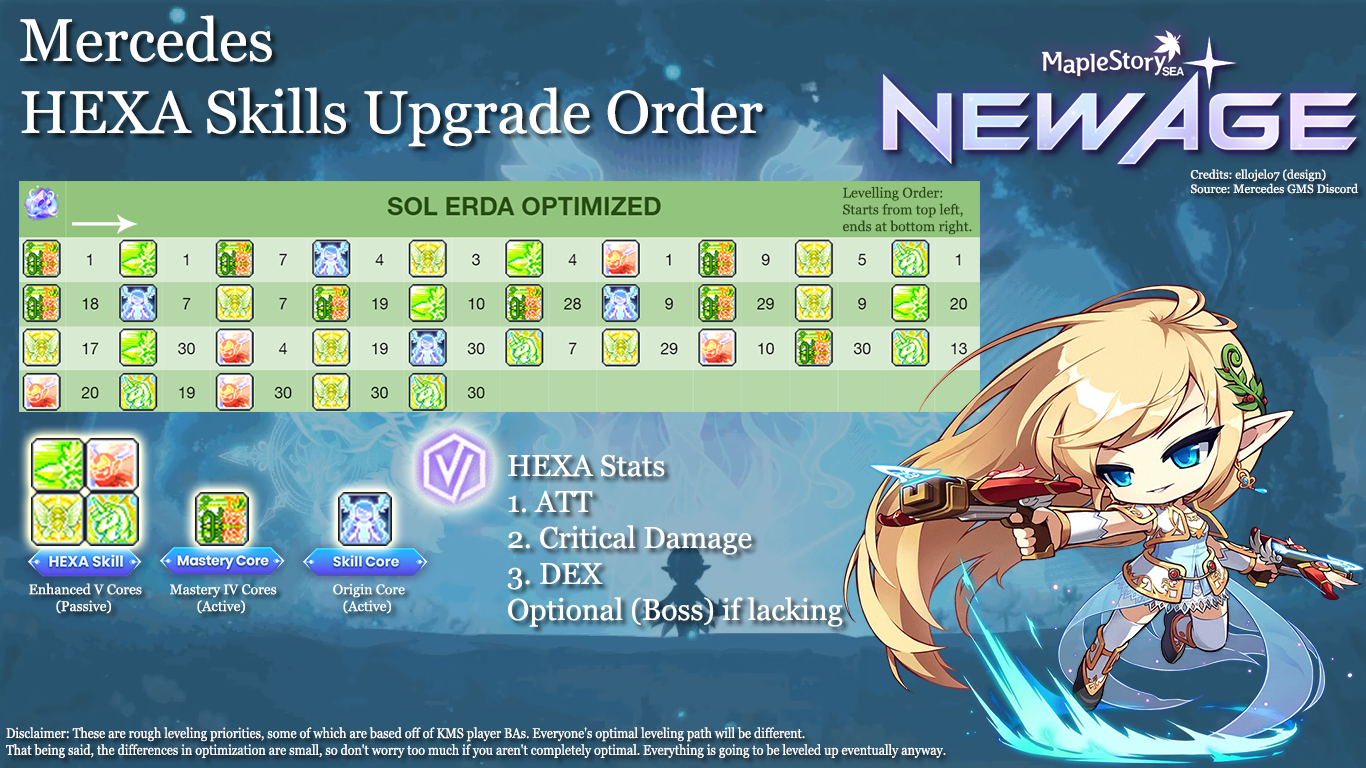 Mercedes
HEXA Skills Upgrade Order
MapleStory SEA
NEW AGE
Credits: ellojelo7 (design)
Source: Mercedes GMS Discord
SOL ERDA OPTIMIZED
Levelling Order:
Starts from top left,
ends at bottom right.
1 1 7 4 3 4 1 9 5 1
18 7 7 19 10 28 9 29 9 20
17 30 4 19 30 7 29 10 30 13
20 19 30 30 30
HEXA Skill
Enhanced V Cores
(Passive)
Mastery Core
Mastery IV Cores
(Active)
Skill Core
Origin Core
(Active)
HEXA Stats
1. ATT
2. Critical Damage
3. DEX
Optional (Boss) if lacking
Disclaimer: These are rough leveling priorities, some of which are based off of KMS player BAs. Everyone's optimal leveling path will be different.
That being said, the differences in optimization are small, so don't worry too much if you aren't completely optimal. Everything is going to be leveled up eventually anyway.